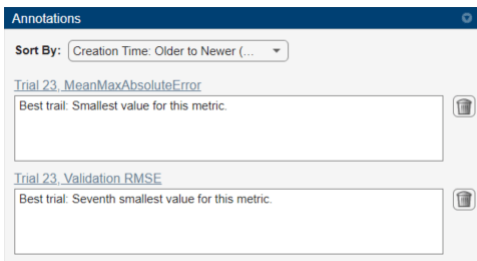 Annotations
Sort By: Creation Time: Older to Newer (...
Trial 23, MeanMaxAbsoluteError
Best trail: Smallest value for this metric.
Trial 23, Validation RMSE
Best trial: Seventh smallest value for this metric.